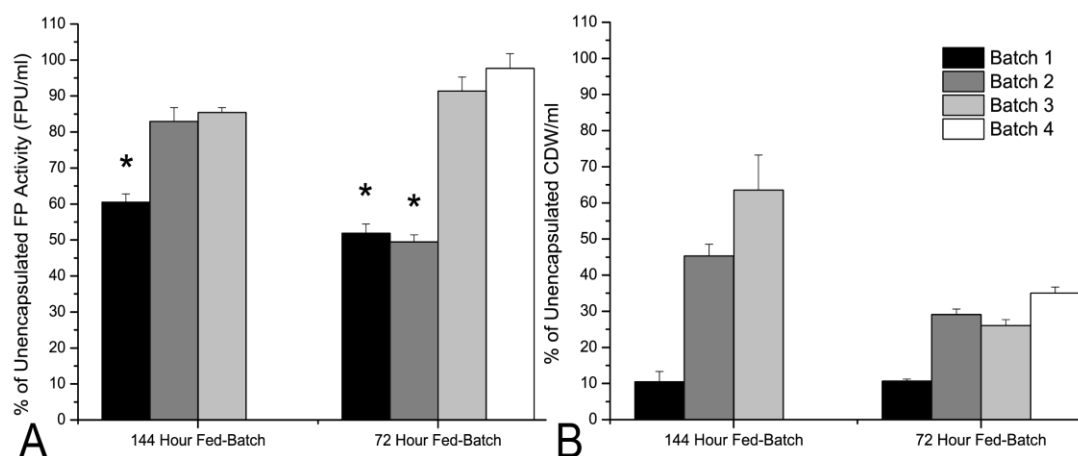 % of Unencapsulated FP Activity (FPU/ml)
110
100
90
80
70
60
50
40
30
20
10
0
*
*
*
144 Hour Fed-Batch
72 Hour Fed-Batch
A
% of Unencapsulated CDW/ml
110
100
90
80
70
60
50
40
30
20
10
0
Batch 1
Batch 2
Batch 3
Batch 4
144 Hour Fed-Batch
72 Hour Fed-Batch
B